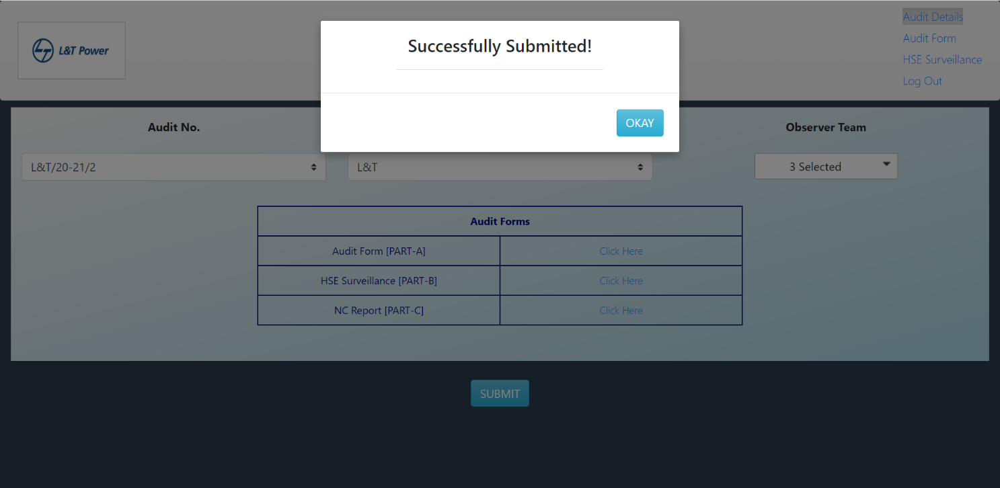 L&T Power
Audit Details
Audit Form
HSE Surveillance
Log Out
Successfully Submitted!
OKAY
Audit No.
Observer Team
L&T/20-21/2
L&T
3 Selected
Audit Forms
Audit Form [PART-A] Click Here
HSE Surveillance [PART-B] Click Here
NC Report [PART-C] Click Here
SUBMIT